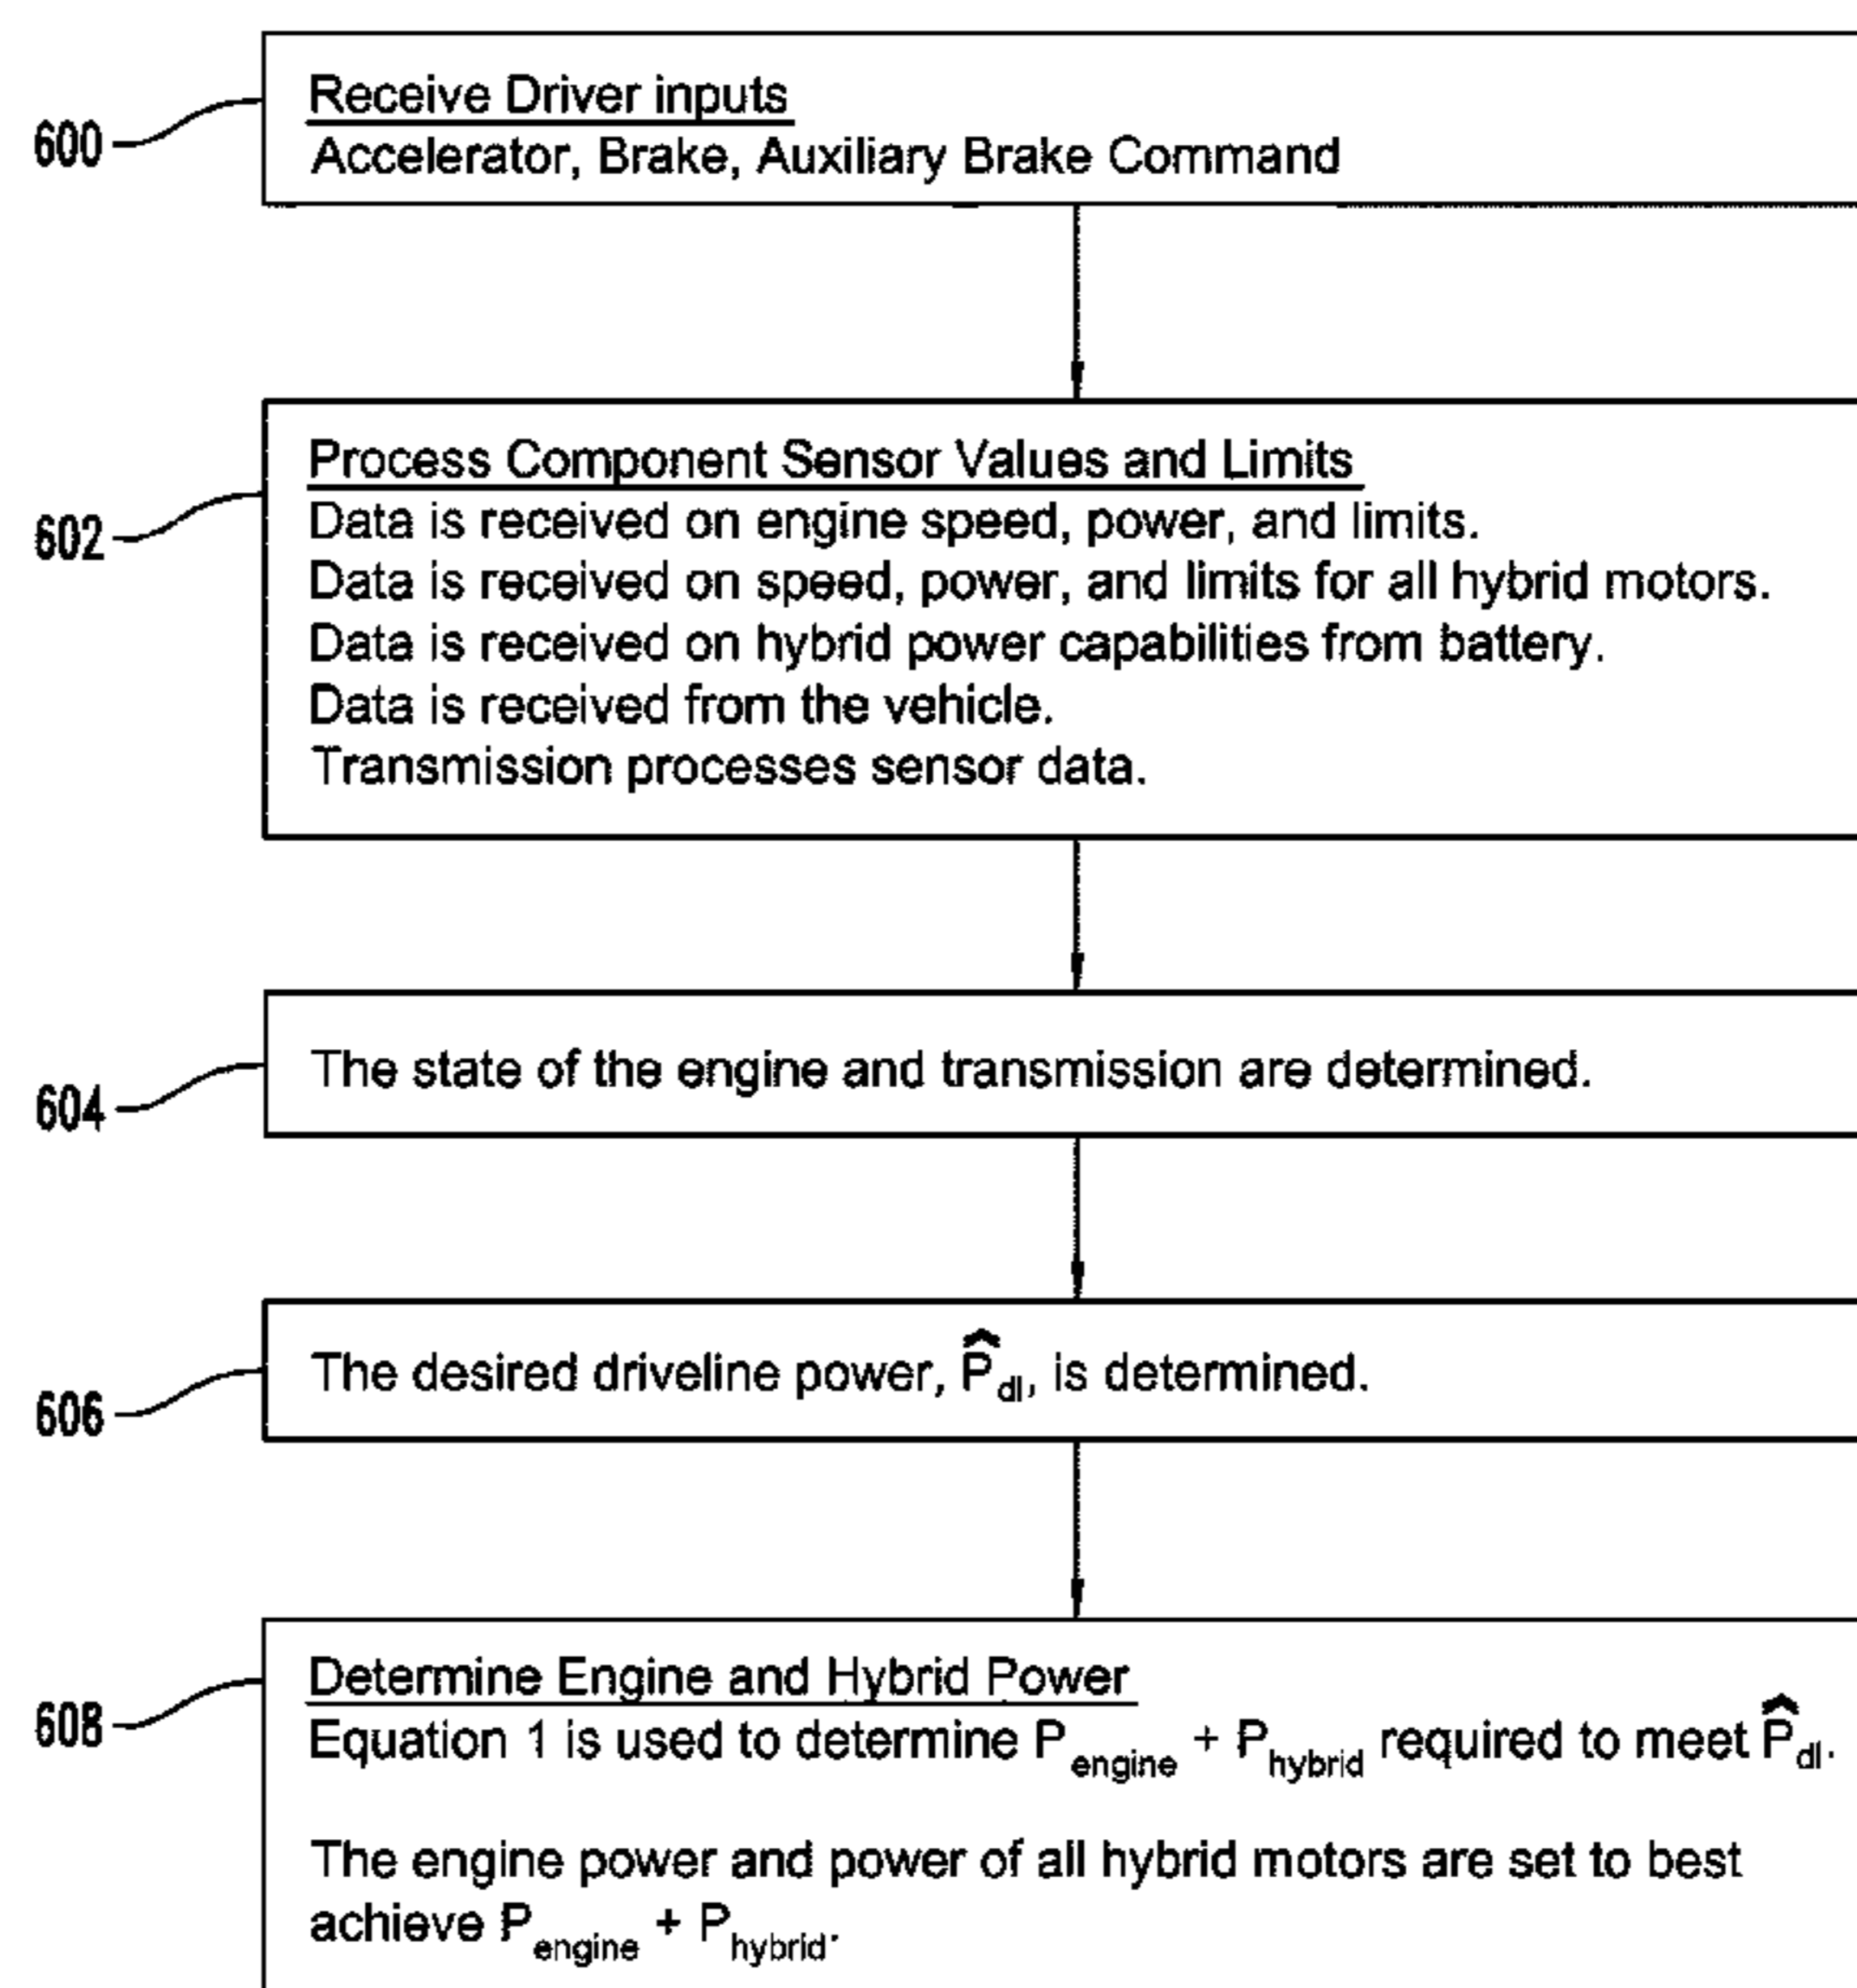 600
Receive Driver inputs
Accelerator, Brake, Auxiliary Brake Command
602
Process Component Sensor Values and Limits
Data is received on engine speed, power, and limits.
Data is received on speed, power, and limits for all hybrid motors.
Data is received on hybrid power capabilities from battery.
Data is received from the vehicle.
Transmission processes sensor data.
604
The state of the engine and transmission are determined.
606
The desired driveline power, P̂dl, is determined.
608
Determine Engine and Hybrid Power
Equation 1 is used to determine Pengine + Phybrid required to meet P̂dl.
The engine power and power of all hybrid motors are set to best
achieve Pengine + Phybrid.